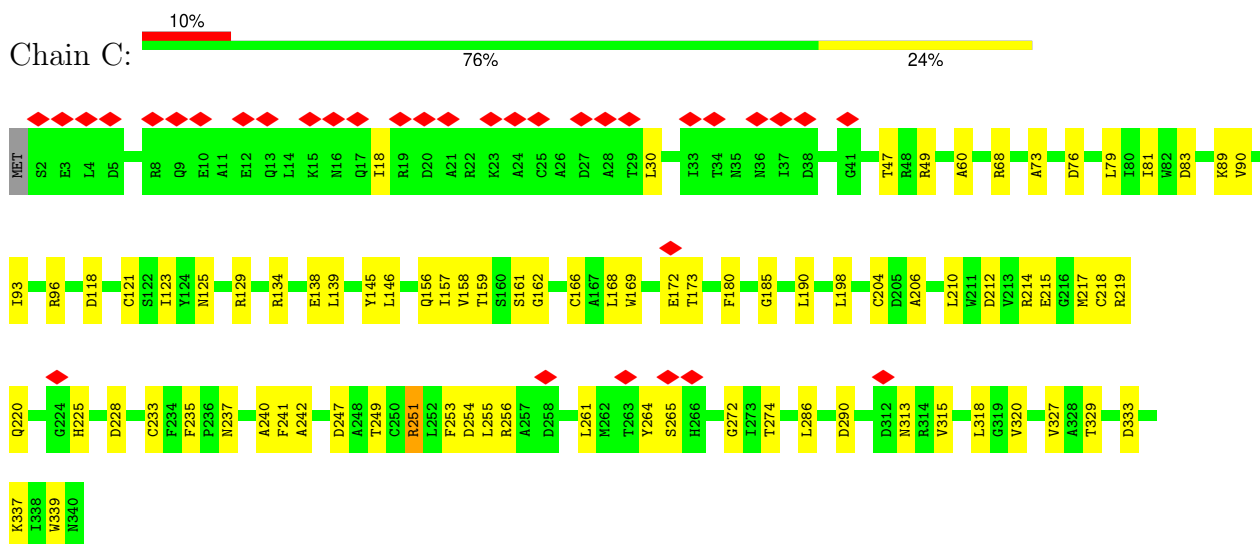 10%
Chain C:
76% 24%
MET S2 E3 L4 D5 R8 Q9 E10 A11 E12 Q13 L14 K15 N16 Q17 I18 R19 D20 A21 R22 K23 A24 C25 A26 D27 A28 T29 L30 I33 T34 N35 N36 I37 D38 G41 T47 R48 R49 A60 R68 A73 D76 L79 I80 I81 W82 D83 K89 V90
I93 R96 D118 C121 S122 I123 Y124 N125 R129 R134 E138 L139 Y145 L146 Q156 I157 V158 T159 S160 S161 G162 C166 A167 L168 W169 E172 T173 F180 G185 L190 L198 C204 D205 A206 L210 W211 D212 V213 R214 E215 G216 M217 C218 R219
Q220 G224 H225 D228 C233 F234 F235 P236 N237 A240 F241 A242 D247 A248 T249 C250 R251 L252 F253 D254 L255 R256 A257 D258 L261 M262 T263 Y264 S265 H266 G272 I273 T274 L286 D290 D312 N313 R314 V315 L318 G319 V320 V327 A328 T329 D333
K337 I338 W339 N340